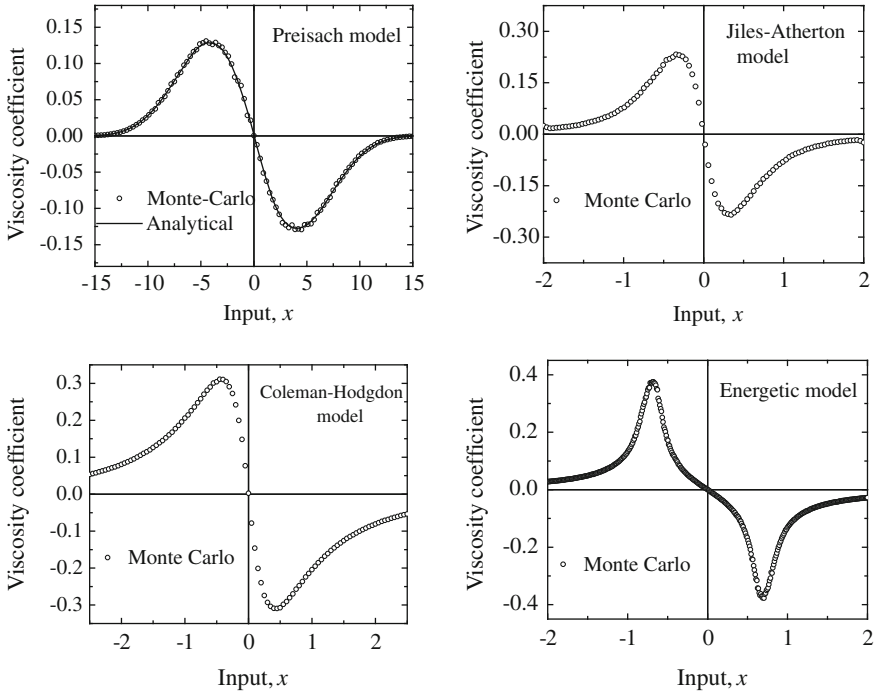 Preisach model
0.15
0.10
0.05
0.00
-0.05
-0.10
-0.15
Viscosity coefficient
Monte-Carlo
Analytical
-15 -10 -5 0 5 10 15
Input, x
Jiles-Atherton
model
0.30
0.15
0.00
-0.15
-0.30
Viscosity coefficient
Monte Carlo
-2 -1 0 1 2
Input, x
Coleman-Hodgdon
model
0.3
0.2
0.1
0.0
-0.1
-0.2
-0.3
Viscosity coefficient
Monte Carlo
-2 -1 0 1 2
Input, x
Energetic model
0.4
0.2
0.0
-0.2
-0.4
Viscosity coefficient
Monte Carlo
-2 -1 0 1 2
Input, x